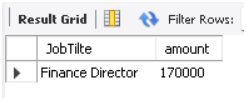 Result Grid Filter Rows:
JobTilte amount
Finance Director 170000